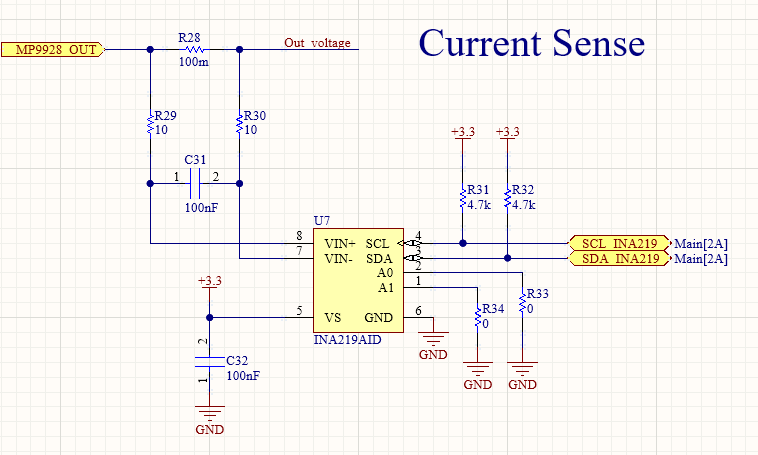 Current Sense
R28
MP9928_OUT
Out_voltage
100m
R29
10
R30
10
+3.3
+3.3
C31
1
2
100nF
R31
4.7k
R32
4.7k
U7
8
VIN+
SCL
4
SCL_INA219
Main[2A]
7
VIN-
SDA
3
SDA_INA219
Main[2A]
A0
2
A1
1
+3.3
R33
0
R34
0
5
VS
GND
6
INA219AID
2
C32
100nF
1
GND
GND
GND
GND